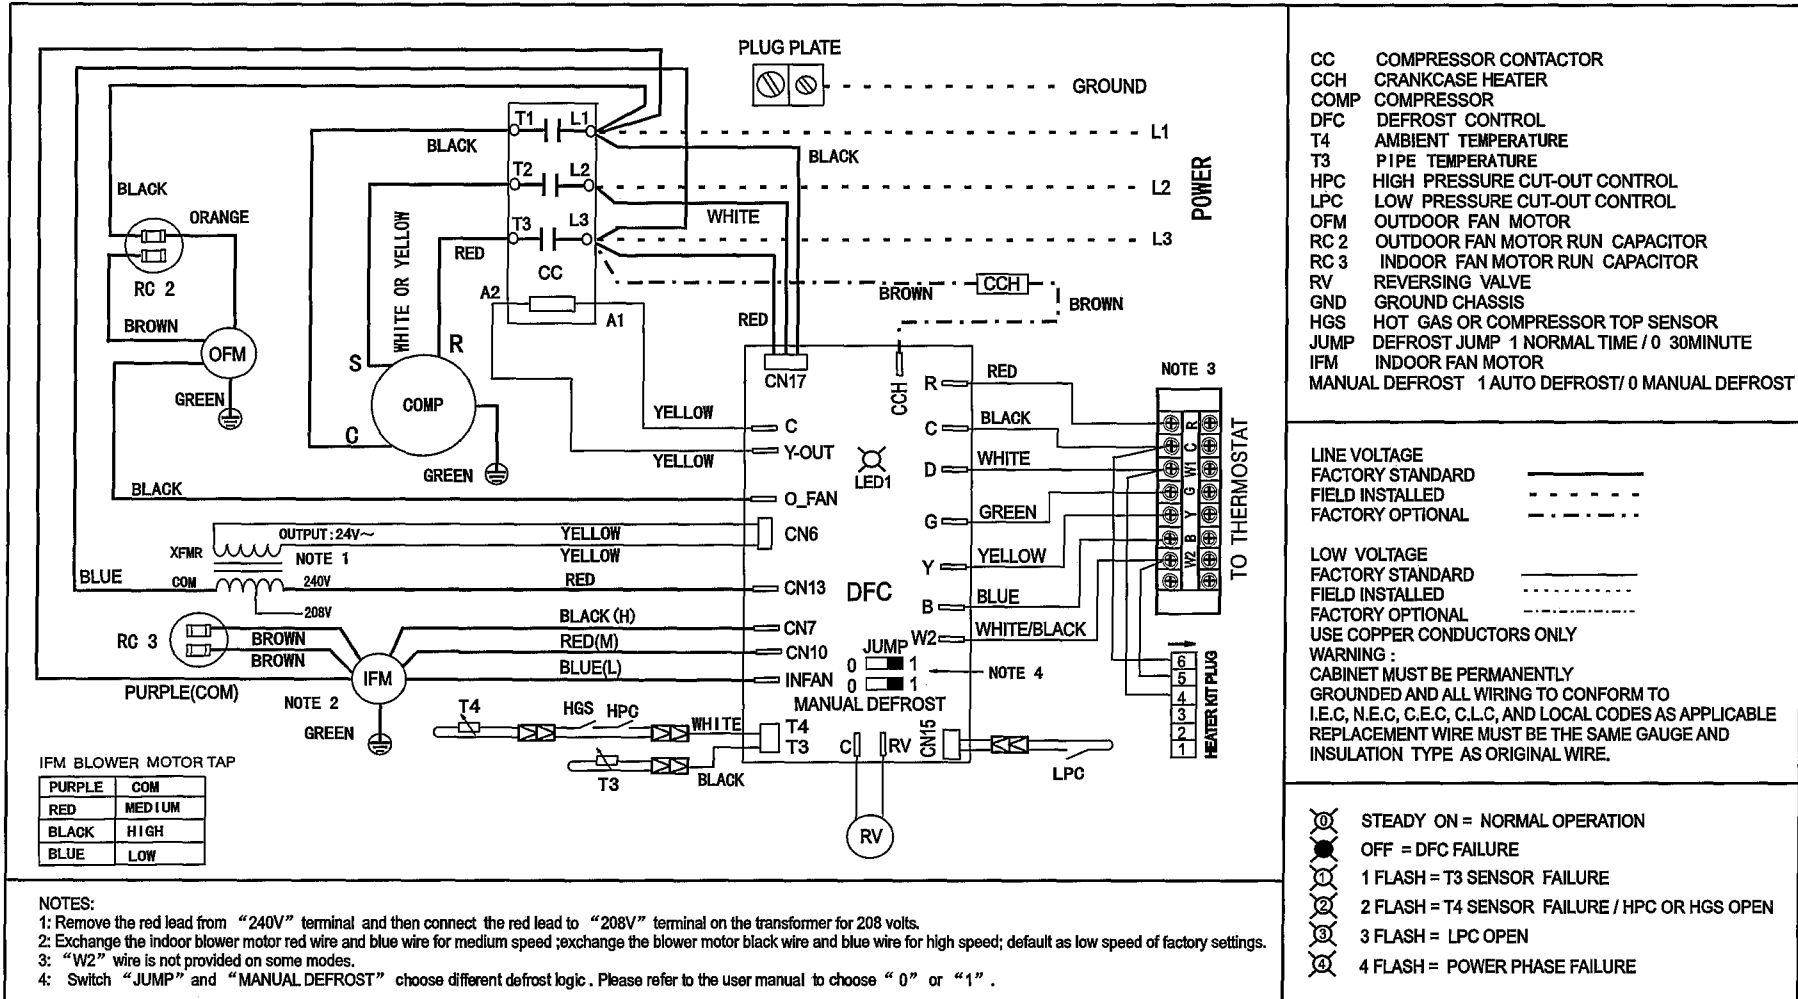 PLUG PLATE
GROUND
T1
L1
L1
BLACK
BLACK
T2
L2
L2
POWER
BLACK
WHITE
ORANGE
T3
L3
L3
RED
CC
RC 2
WHITE OR YELLOW
A2
A1
BROWN
CCH
BROWN
RED
BROWN
OFM
S
R
CN17
CCH
R
RED
NOTE 3
GREEN
COMP
YELLOW
C
C
BLACK
C
Y-OUT
YELLOW
LED1
D
WHITE
GREEN
BLACK
O_FAN
G
GREEN
R
C
W1
G
Y
B
W2
TO THERMOSTAT
OUTPUT:24V~
YELLOW
YELLOW
CN6
XFMR
NOTE 1
Y
YELLOW
BLUE
COM
240V
RED
CN13
DFC
208V
B
BLUE
BLACK(H)
CN7
RC 3
BROWN
BROWN
RED(M)
CN10
JUMP
W2
WHITE/BLACK
0 1
BLUE(L)
INFAN
0 1
NOTE 4
MANUAL DEFROST
PURPLE(COM)
IFM
NOTE 2
GREEN
T4
HGS
HPC
WHITE
T4
T3
T3
BLACK
C
RV
CN15
LPC
RV
6
5
4
3
2
1
HEATER KIT PLUG
IFM BLOWER MOTOR TAP
PURPLE COM
RED MEDIUM
BLACK HIGH
BLUE LOW
NOTES:
1: Remove the red lead from “240V” terminal and then connect the red lead to “208V” terminal on the transformer for 208 volts.
2: Exchange the indoor blower motor red wire and blue wire for medium speed ;exchange the blower motor black wire and blue wire for high speed; default as low speed of factory settings.
3: “W2” wire is not provided on some modes.
4: Switch “JUMP” and “MANUAL DEFROST” choose different defrost logic . Please refer to the user manual to choose “ 0” or “1” .
CC COMPRESSOR CONTACTOR
CCH CRANKCASE HEATER
COMP COMPRESSOR
DFC DEFROST CONTROL
T4 AMBIENT TEMPERATURE
T3 PIPE TEMPERATURE
HPC HIGH PRESSURE CUT-OUT CONTROL
LPC LOW PRESSURE CUT-OUT CONTROL
OFM OUTDOOR FAN MOTOR
RC 2 OUTDOOR FAN MOTOR RUN CAPACITOR
RC 3 INDOOR FAN MOTOR RUN CAPACITOR
RV REVERSING VALVE
GND GROUND CHASSIS
HGS HOT GAS OR COMPRESSOR TOP SENSOR
JUMP DEFROST JUMP 1 NORMAL TIME / 0 30MINUTE
IFM INDOOR FAN MOTOR
MANUAL DEFROST 1 AUTO DEFROST/ 0 MANUAL DEFROST
LINE VOLTAGE
FACTORY STANDARD
FIELD INSTALLED
FACTORY OPTIONAL
LOW VOLTAGE
FACTORY STANDARD
FIELD INSTALLED
FACTORY OPTIONAL
USE COPPER CONDUCTORS ONLY
WARNING :
CABINET MUST BE PERMANENTLY
GROUNDED AND ALL WIRING TO CONFORM TO
I.E.C, N.E.C, C.E.C, C.L.C, AND LOCAL CODES AS APPLICABLE
REPLACEMENT WIRE MUST BE THE SAME GAUGE AND
INSULATION TYPE AS ORIGINAL WIRE.
0 STEADY ON = NORMAL OPERATION
OFF = DFC FAILURE
1 1 FLASH = T3 SENSOR FAILURE
2 2 FLASH = T4 SENSOR FAILURE / HPC OR HGS OPEN
3 3 FLASH = LPC OPEN
4 4 FLASH = POWER PHASE FAILURE